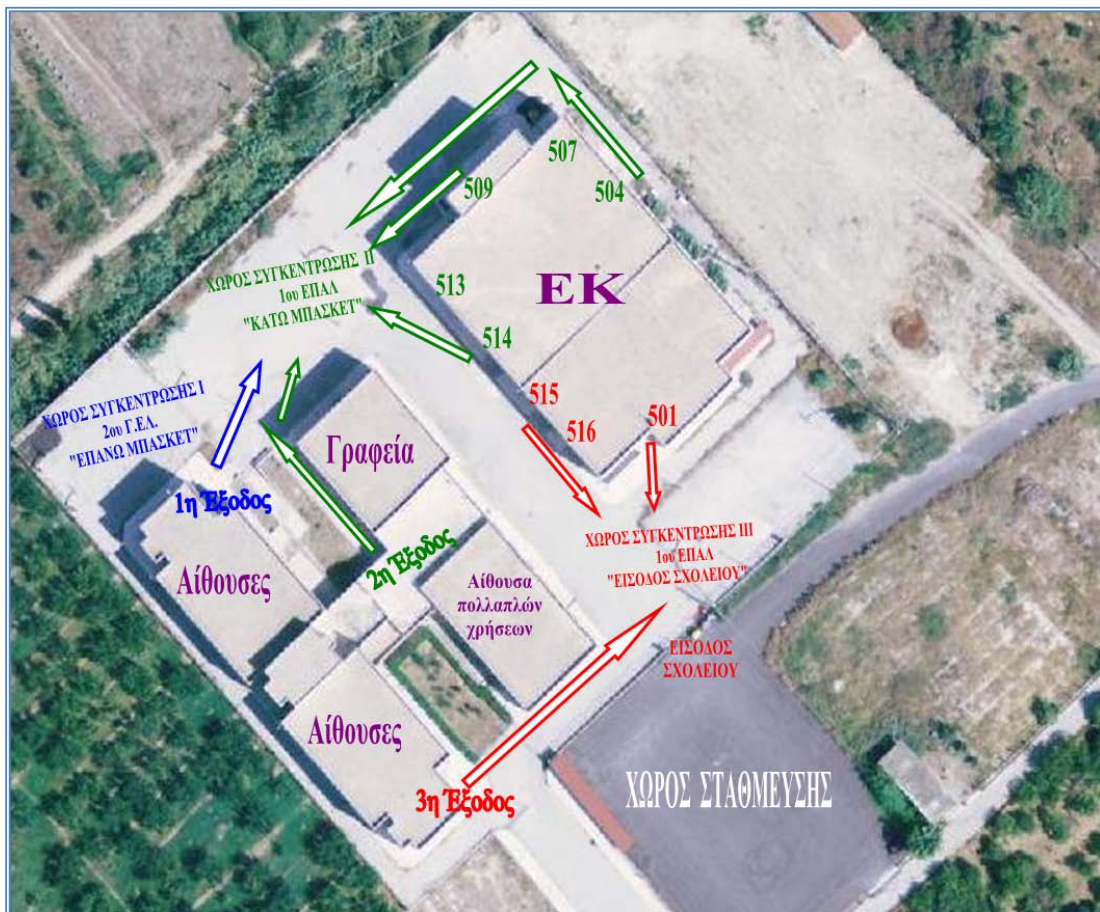 507
504
509
ΕΚ
ΧΩΡΟΣ ΣΥΓΚΕΝΤΡΩΣΗΣ ΙΙ
1ου ΕΠΑΛ
"ΚΑΤΩ ΜΠΑΣΚΕΤ"
513
514
ΧΩΡΟΣ ΣΥΓΚΕΝΤΡΩΣΗΣ Ι
2ου Γ.ΕΛ.
"ΕΠΑΝΩ ΜΠΑΣΚΕΤ"
515
516
501
Γραφεία
1η Έξοδος
2η Έξοδος
Αίθουσες
ΧΩΡΟΣ ΣΥΓΚΕΝΤΡΩΣΗΣ ΙΙΙ
1ου ΕΠΑΛ
"ΕΙΣΟΔΟΣ ΣΧΟΛΕΙΟΥ"
Αίθουσα
πολλαπλών
χρήσεων
ΕΙΣΟΔΟΣ
ΣΧΟΛΕΙΟΥ
Αίθουσες
3η Έξοδος
ΧΩΡΟΣ ΣΤΑΘΜΕΥΣΗΣ